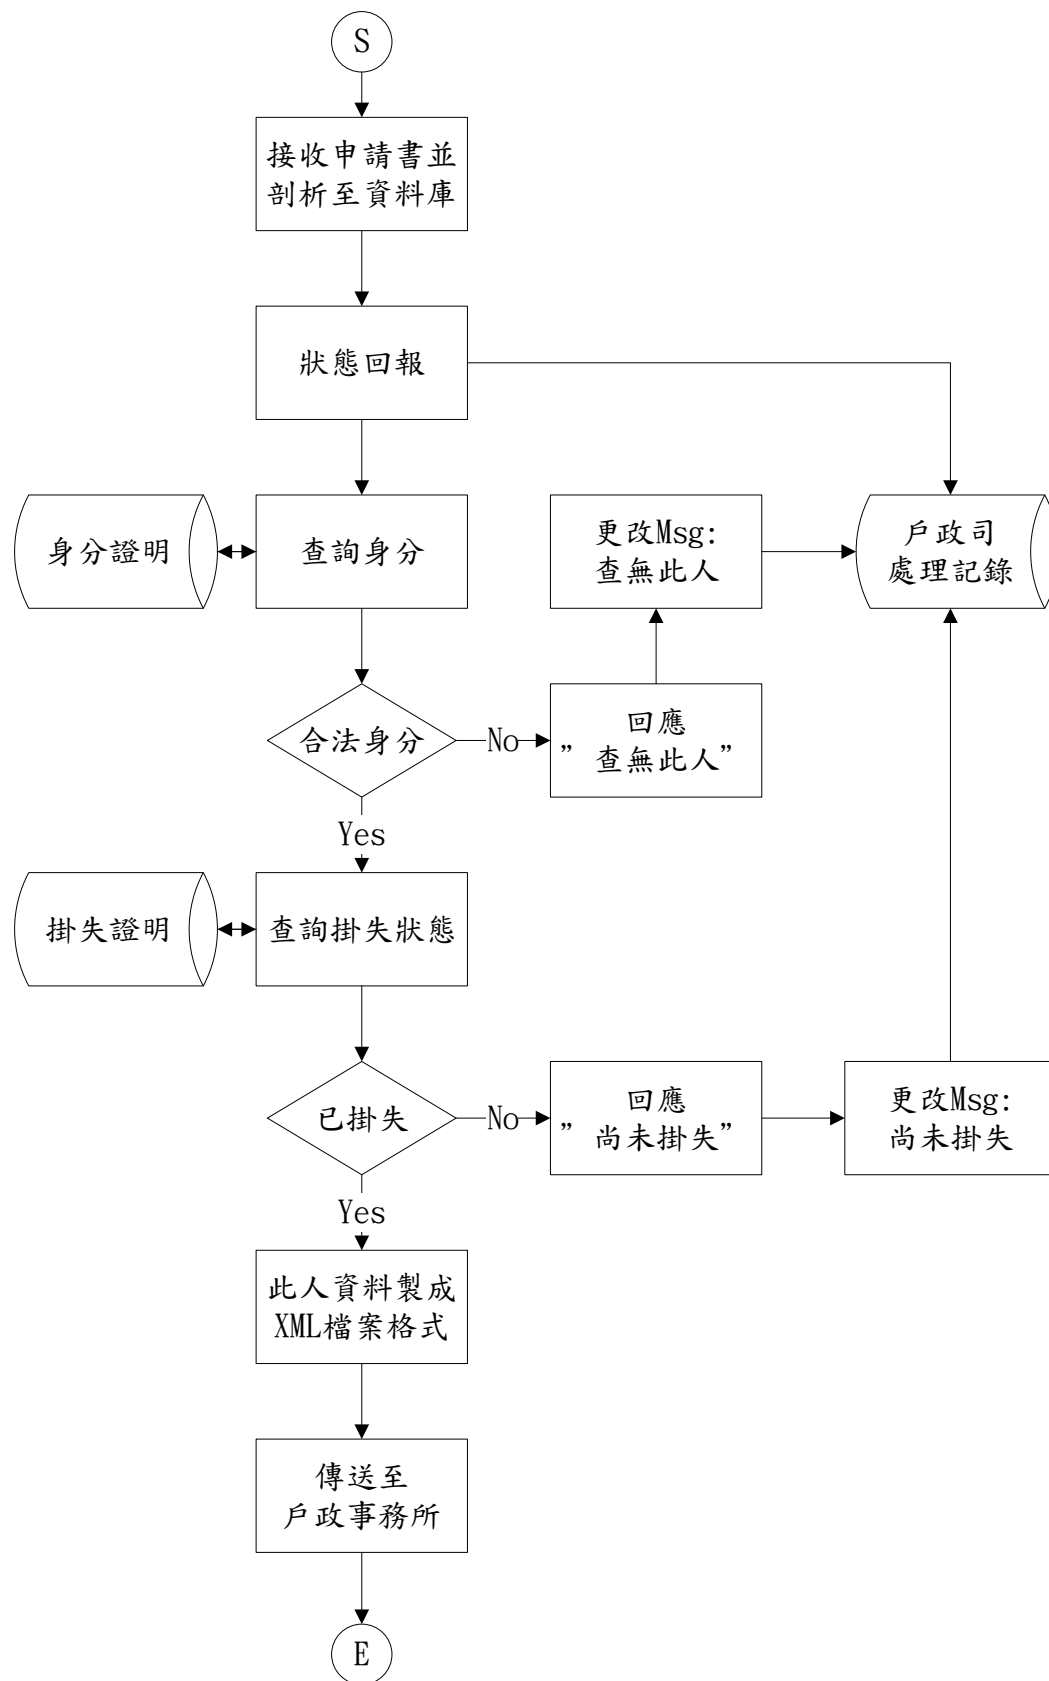 S
接收申請書並
剖析至資料庫
狀態回報
身分證明
查詢身分
更改Msg:
查無此人
戶政司
處理記錄
合法身分
No
回應
”查無此人”
Yes
掛失證明
查詢掛失狀態
已掛失
No
回應
”尚未掛失”
更改Msg:
尚未掛失
Yes
此人資料製成
XML檔案格式
傳送至
戶政事務所
E